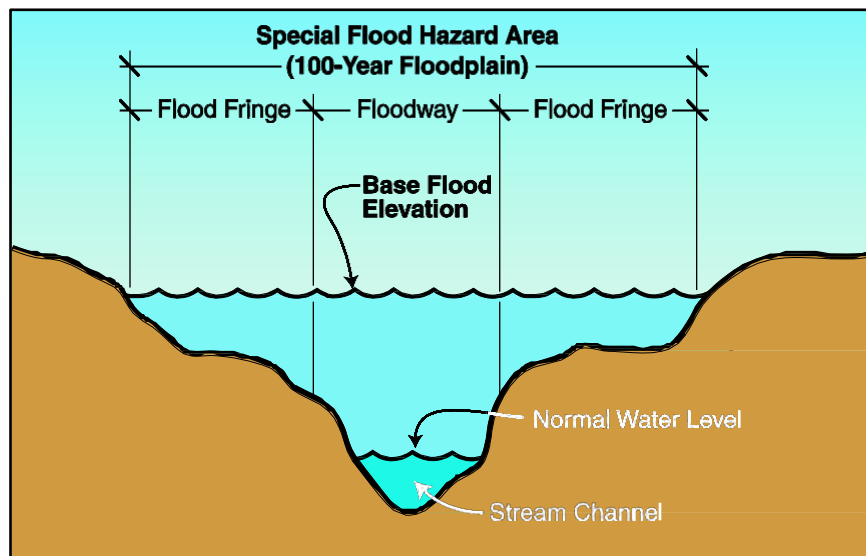 Special Flood Hazard Area
(100-Year Floodplain)
Flood Fringe
Floodway
Flood Fringe
Base Flood
Elevation
Normal Water Level
Stream Channel